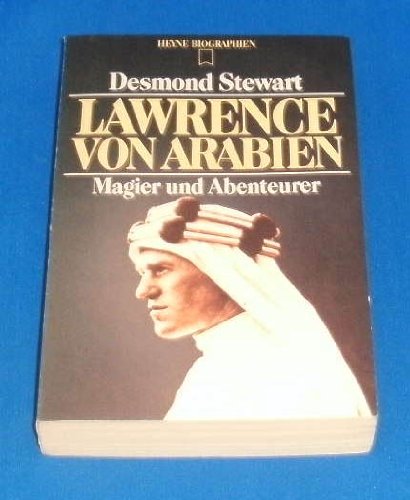 HEYNE BIOGRAPHIEN
Desmond Stewart
LAWRENCE
VON ARABIEN
Magier und Abenteurer